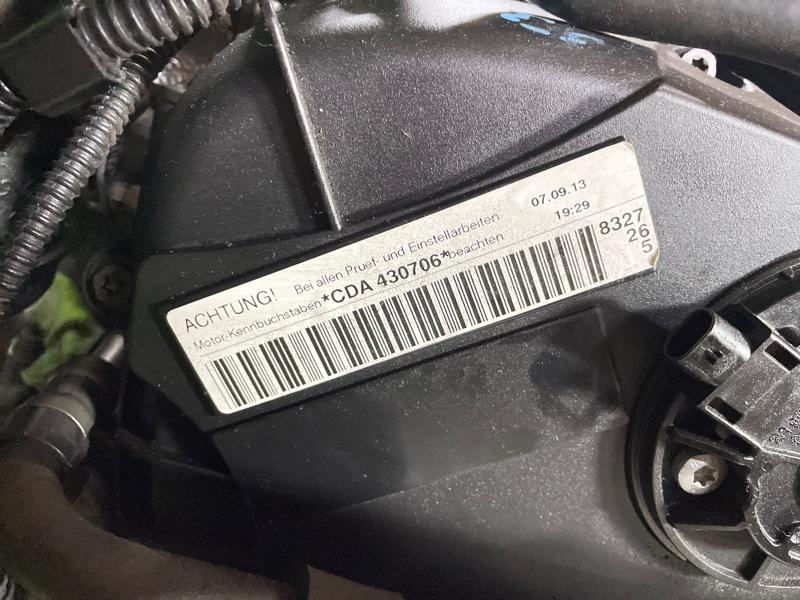 ACHTUNG! Bei allen Pruef- und Einstellarbeiten 07.09.13
Motor-Kennbuchstaben *CDA 430706* beachten 19:29
8327
26
5